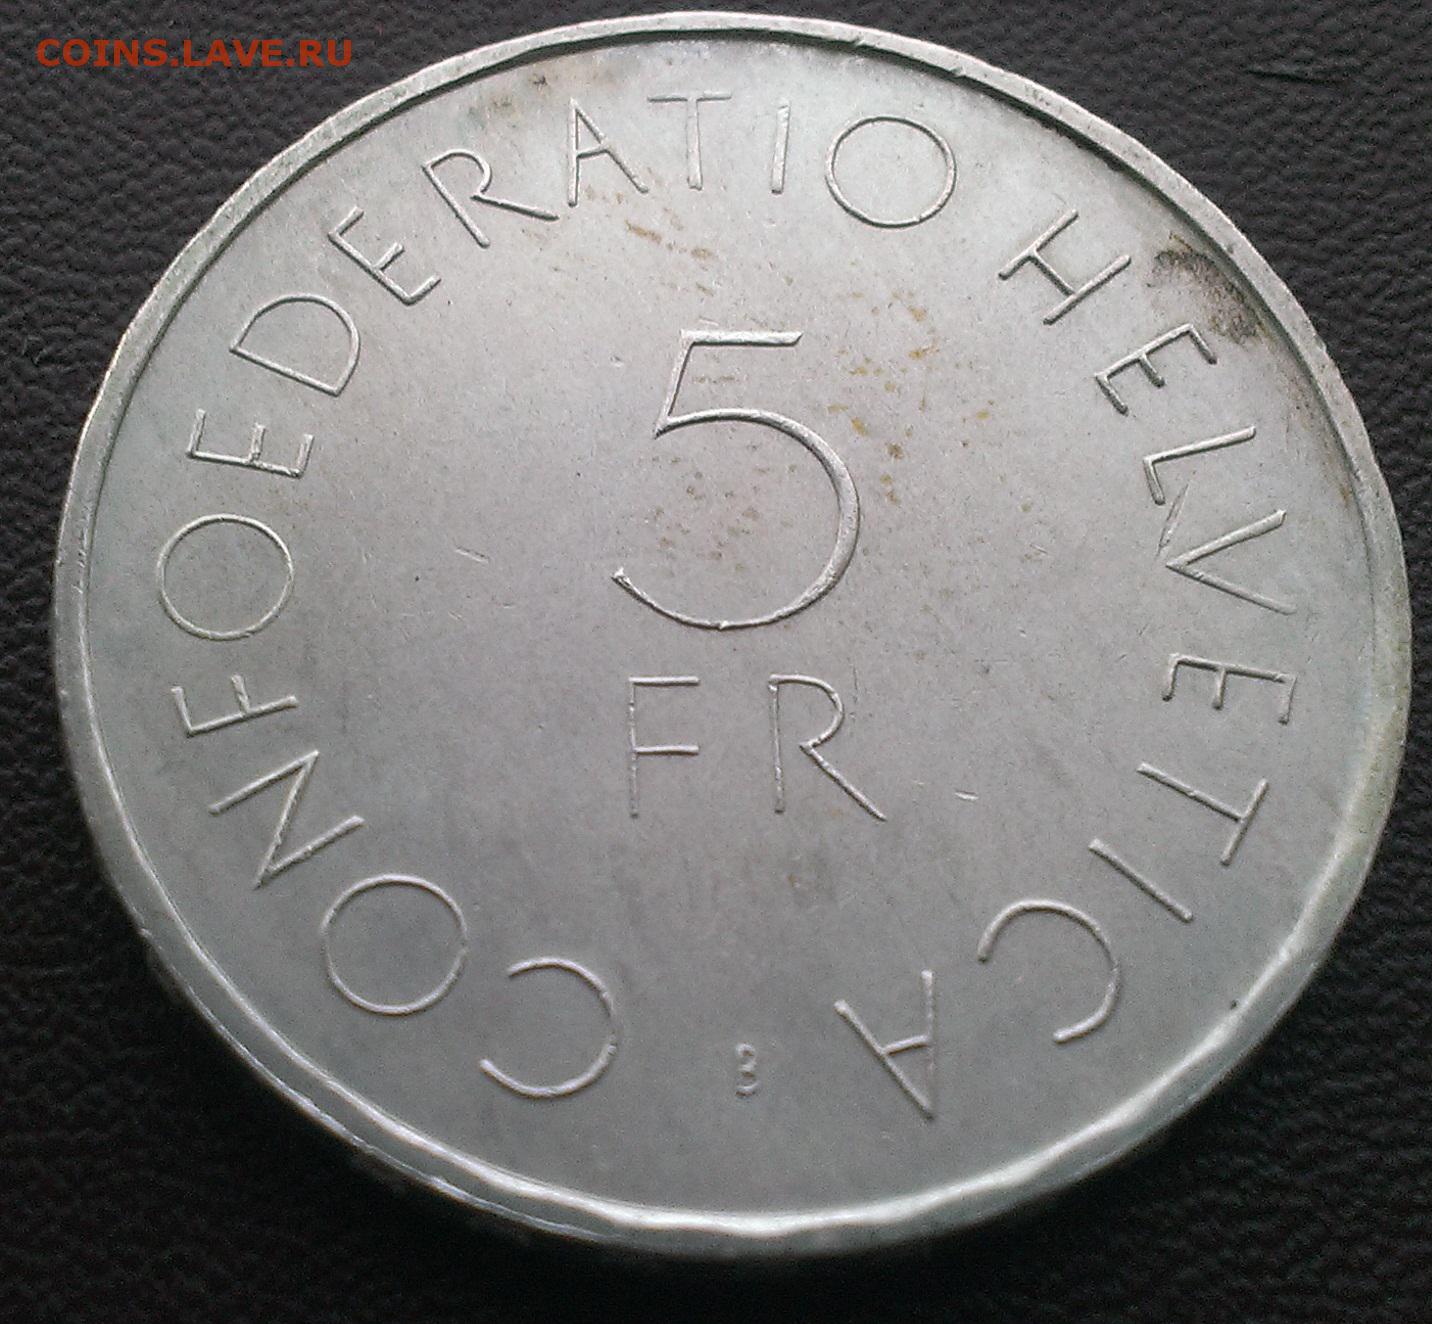 COINS.LAVE.RU
CONFOEDERATIO HELVETICA
5
FR
B